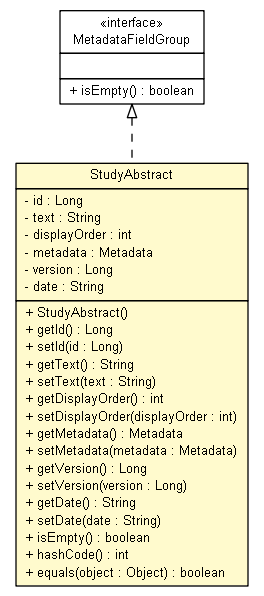 «interface»
MetadataFieldGroup
+ isEmpty() : boolean
StudyAbstract
- id : Long
- text : String
- displayOrder : int
- metadata : Metadata
- version : Long
- date : String
+ StudyAbstract()
+ getId() : Long
+ setId(id : Long)
+ getText() : String
+ setText(text : String)
+ getDisplayOrder() : int
+ setDisplayOrder(displayOrder : int)
+ getMetadata() : Metadata
+ setMetadata(metadata : Metadata)
+ getVersion() : Long
+ setVersion(version : Long)
+ getDate() : String
+ setDate(date : String)
+ isEmpty() : boolean
+ hashCode() : int
+ equals(object : Object) : boolean